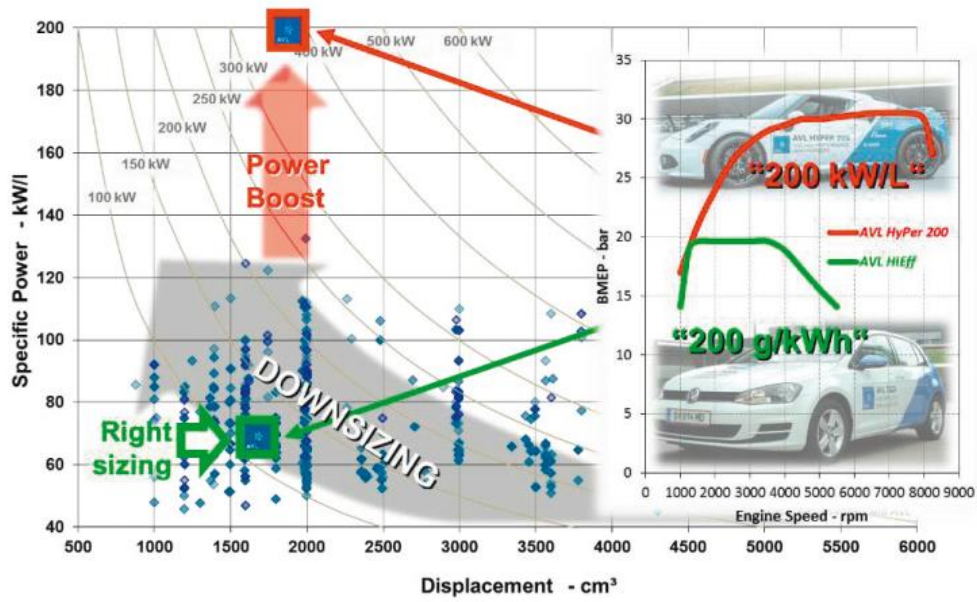 200
180
160
140
120
100
80
60
40
Specific Power - kW/l
500
1000
1500
2000
2500
3000
3500
4000
4500
5000
5500
6000
Displacement - cm³
100 kW
150 kW
200 kW
250 kW
300 kW
400 kW
500 kW
600 kW
AVL
Power
Boost
DOWNSIZING
Right
sizing
35
30
25
20
15
10
5
0
BMEP - bar
0
1000
2000
3000
4000
5000
6000
7000
8000
9000
Engine Speed - rpm
AVL HYPER 200
"200 kW/L"
AVL HyPer 200
AVL HiEff
"200 g/kWh"